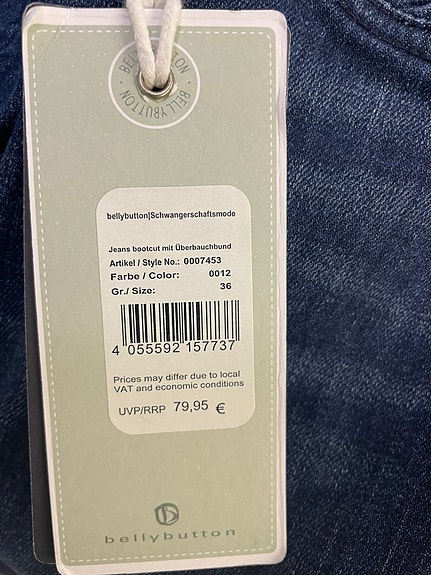 BELLYBUTTON · BELLYBUTTON ·
bellybutton|Schwangerschaftsmode
Jeans bootcut mit Überbauchbund
Artikel / Style No.: 0007453
Farbe / Color: 0012
Gr./ Size: 36
4 055592 157737
Prices may differ due to local
VAT and economic conditions
UVP/RRP 79,95 €
bellybutton